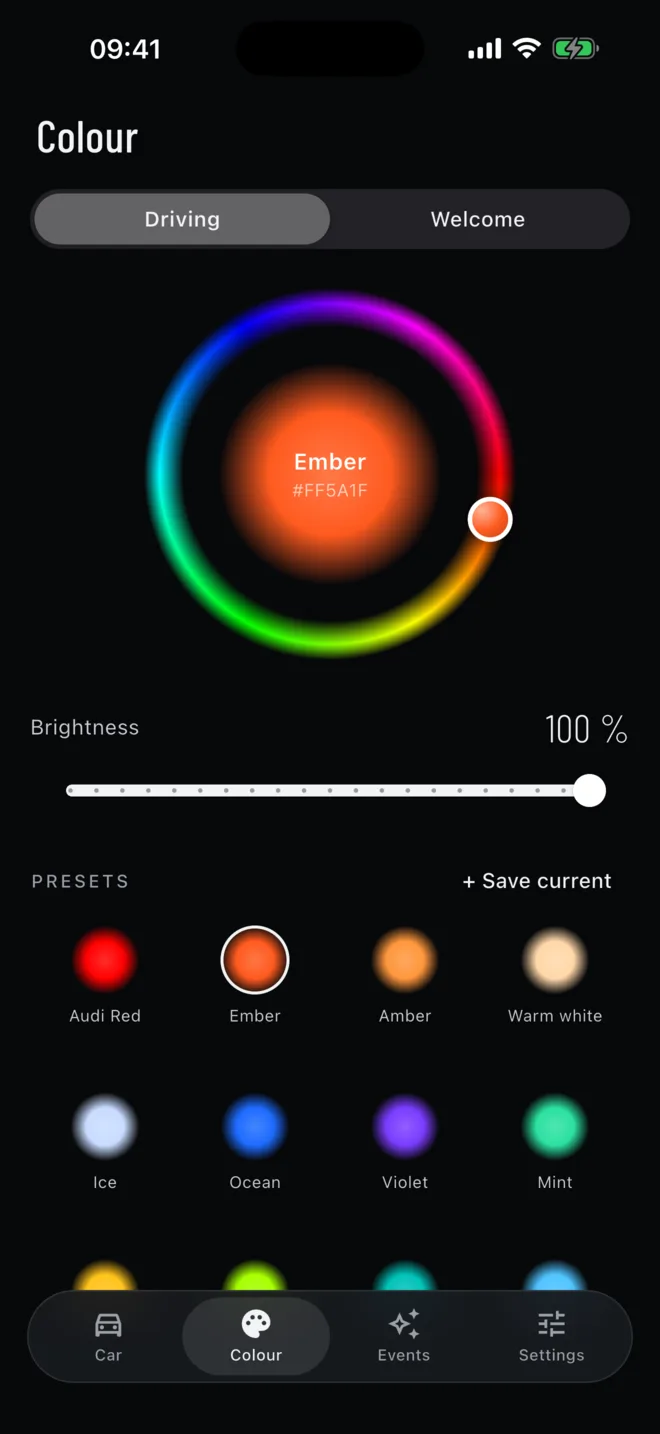 09:41
Colour
Driving Welcome
Ember
#FF5A1F
Brightness 100 %
PRESETS + Save current
Audi Red Ember Amber Warm white
Ice Ocean Violet Mint
Car Colour Events Settings